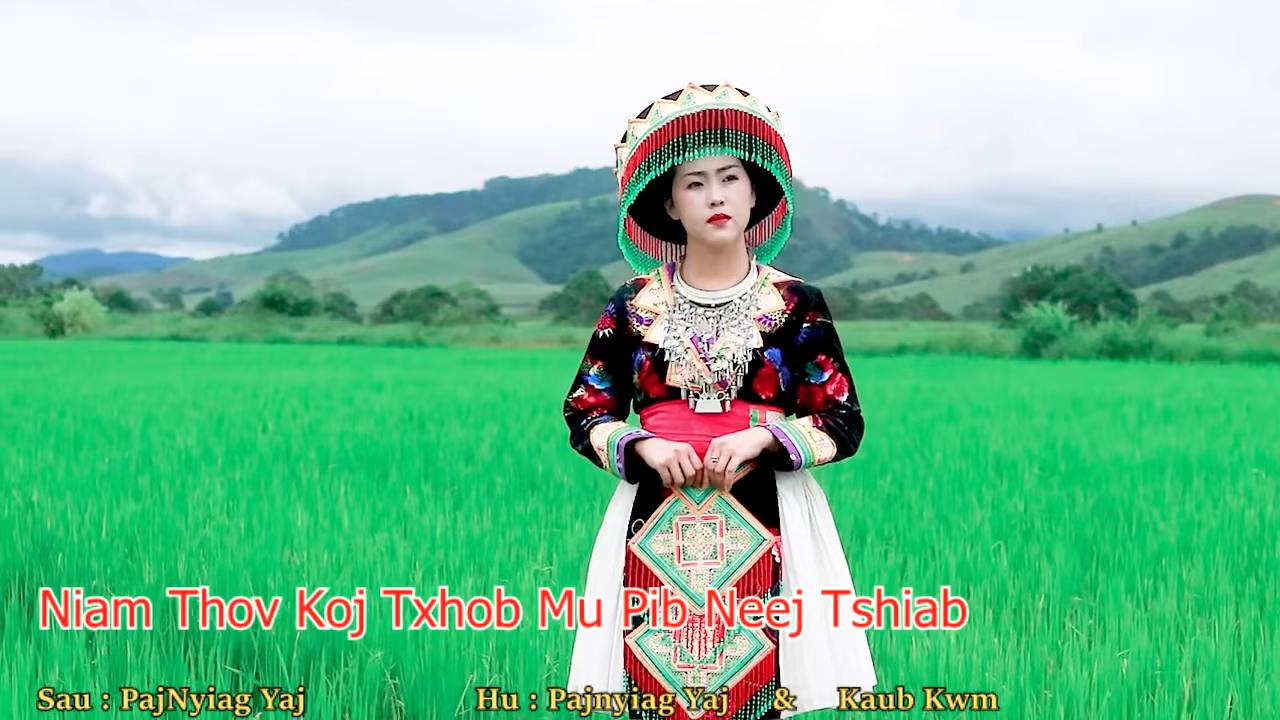 Niam Thov Koj Txhob Mu Pib Neej Tshiab
Sau : PajNyiag Yaj Hu : Pajnyiag Yaj & Kaub Kwm